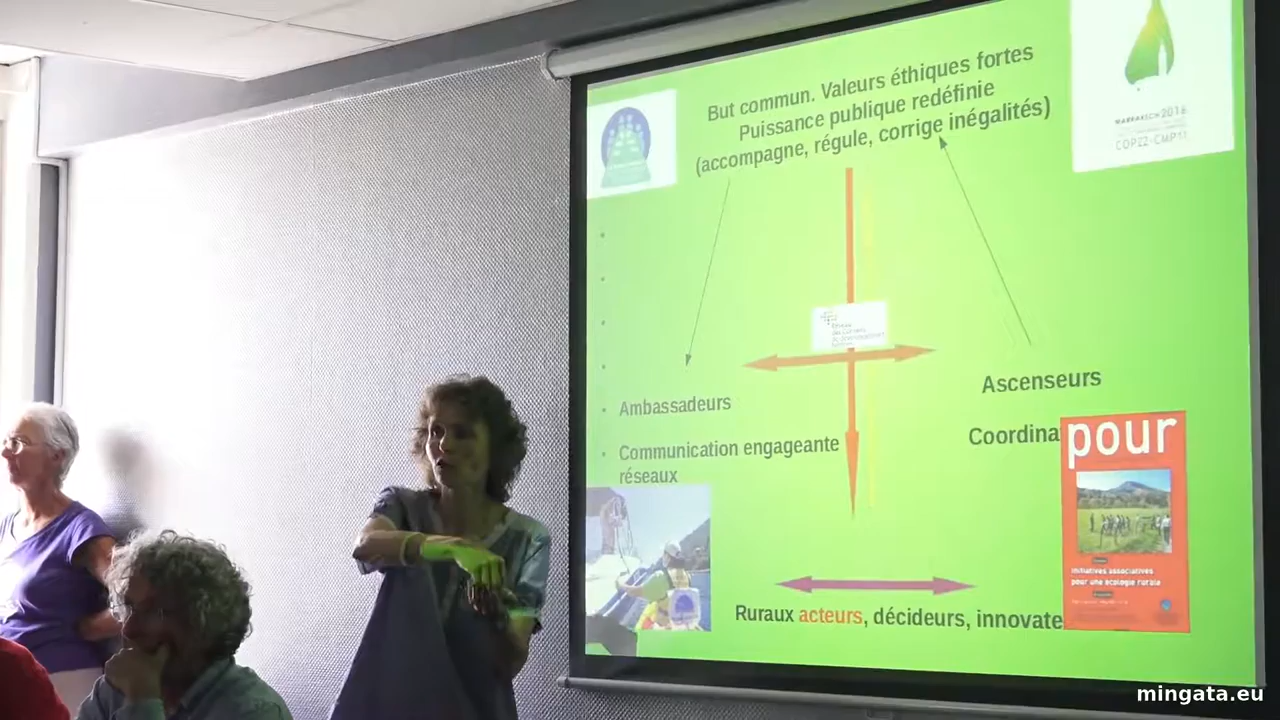 But commun. Valeurs éthiques fortes
Puissance publique redéfinie
(accompagne, régule, corrige inégalités)
MARRAKECH 2016
COP22-CMP12
Ambassadeurs
Ascenseurs
Communication engageante
réseaux
Coordina
pour
Initiatives associatives
pour une écologie rurale
Ruraux acteurs, décideurs, innovate
mingata.eu